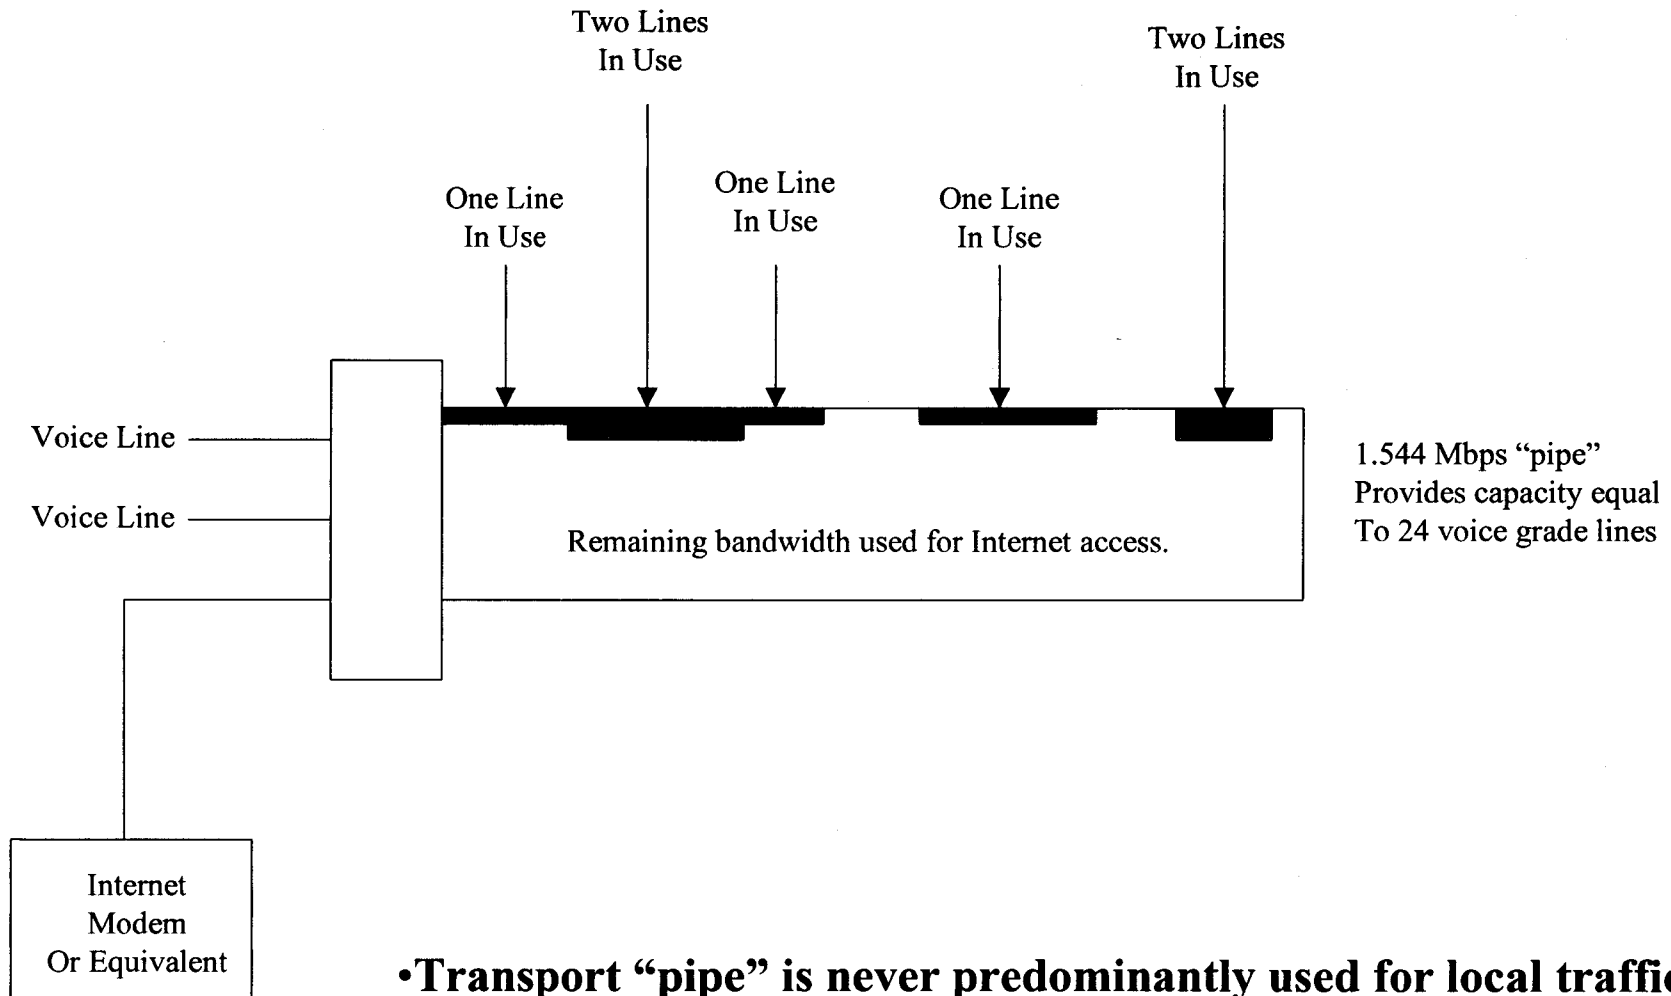 Two Lines
In Use
Two Lines
In Use
One Line
In Use
One Line
In Use
One Line
In Use
Voice Line
Voice Line
1.544 Mbps “pipe”
Provides capacity equal
To 24 voice grade lines
Remaining bandwidth used for Internet access.
Internet
Modem
Or Equivalent
•Transport “pipe” is never predominantly used for local